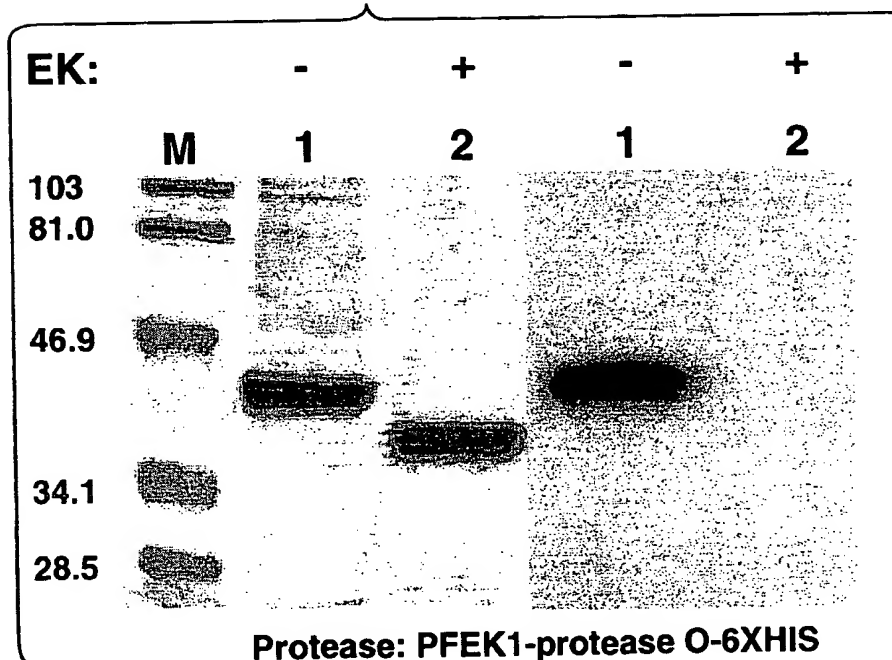 EK: - + - +
M 1 2 1 2
103
81.0
46.9
34.1
28.5
Protease: PFEK1-protease O-6XHIS